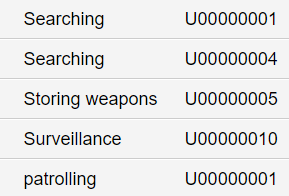 Searching U00000001
Searching U00000004
Storing weapons U00000005
Surveillance U00000010
patrolling U00000001